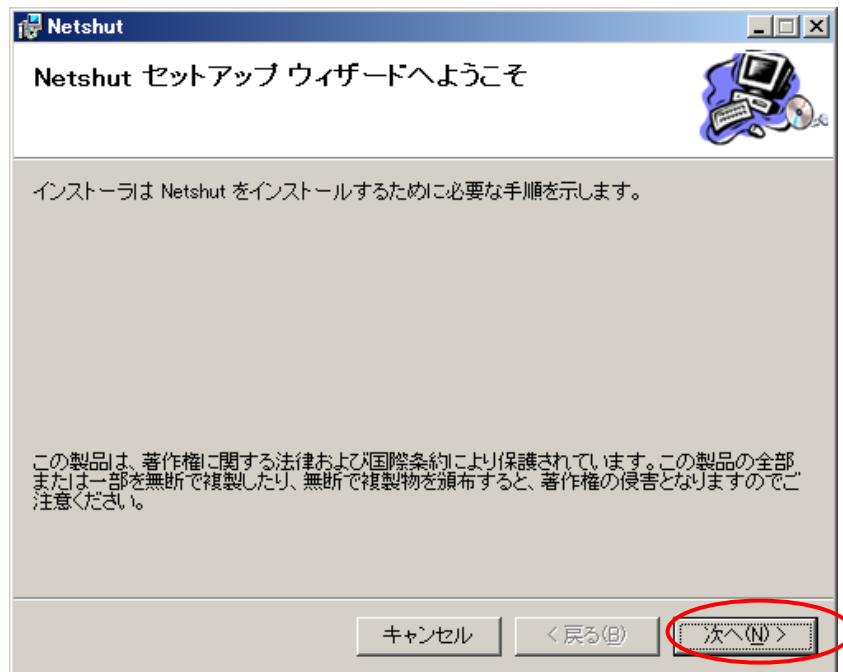 Netshut
Netshut セットアップ ウィザードへようこそ
インストーラは Netshut をインストールするために必要な手順を示します。
この製品は、著作権に関する法律および国際条約により保護されています。この製品の全部
または一部を無断で複製したり、無断で複製物を頒布すると、著作権の侵害となりますのでご
注意ください。
キャンセル
< 戻る(B)
次へ(N) >